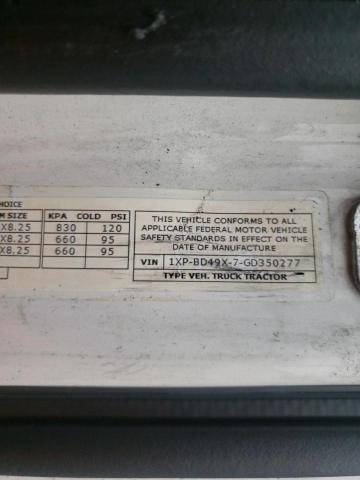 HOICE
M SIZE KPA COLD PSI
X8.25 830 120
X8.25 660 95
X8.25 660 95
THIS VEHICLE CONFORMS TO ALL
APPLICABLE FEDERAL MOTOR VEHICLE
SAFETY STANDARDS IN EFFECT ON THE
DATE OF MANUFACTURE
VIN 1XP-BD49X-7-GD350277
TYPE VEH. TRUCK TRACTOR